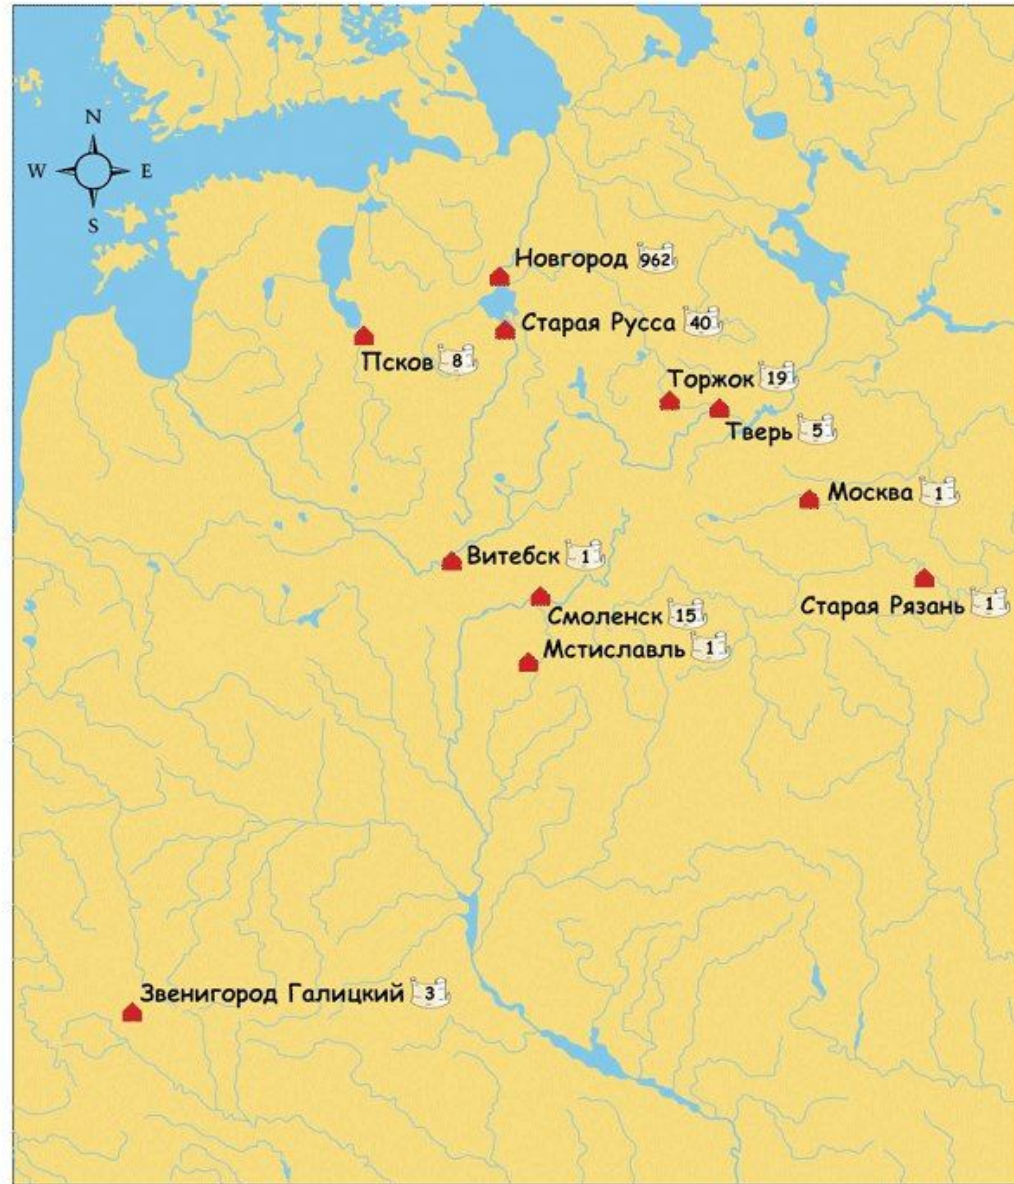 N
W E
S
Новгород 962
Старая Русса 40
Псков 8
Торжок 19
Тверь 5
Москва 1
Витебск 1
Старая Рязань 1
Смоленск 15
Мстиславль 1
Звенигород Галицкий 3